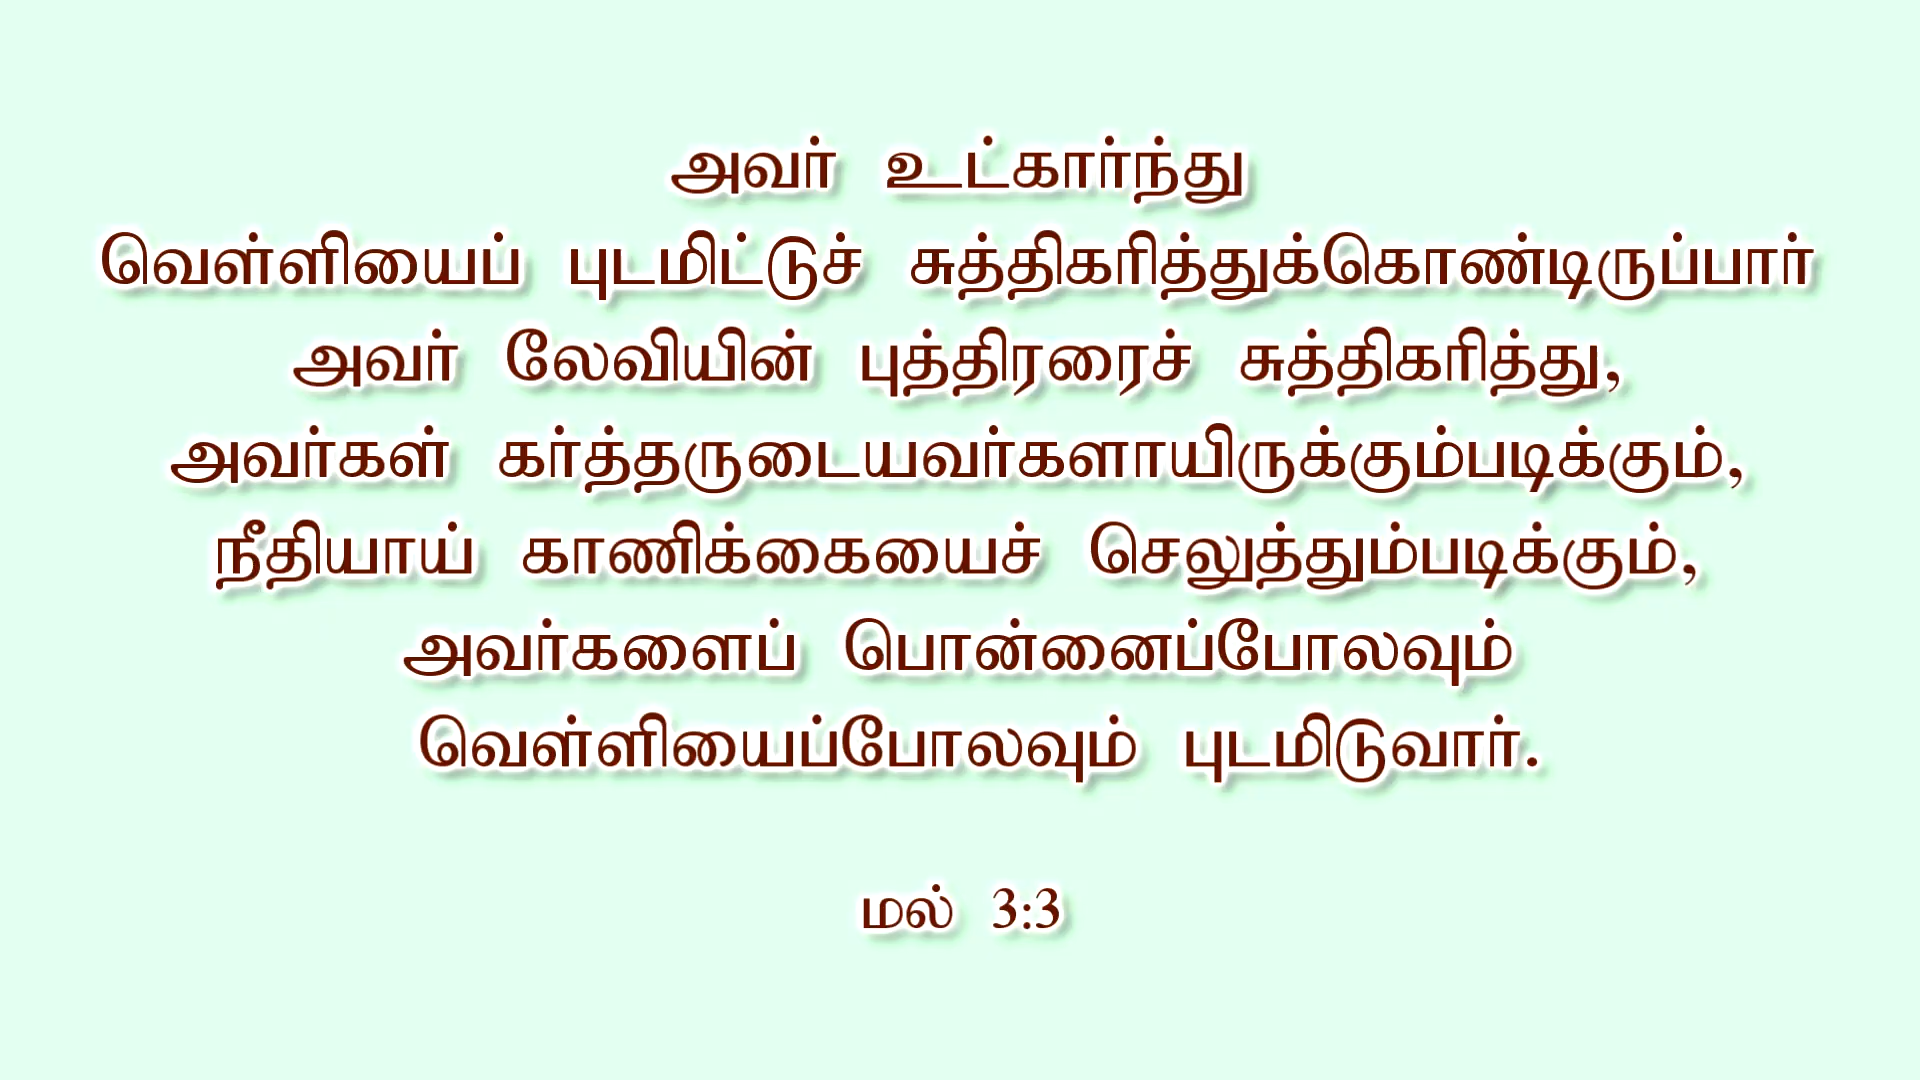 அவர் உட்கார்ந்து
வெள்ளியைப் புடமிட்டுச் சுத்திகரித்துக்கொண்டிருப்பார்
அவர் லேவியின் புத்திரரைச் சுத்திகரித்து,
அவர்கள் கர்த்தருடையவர்களாயிருக்கும்படிக்கும்,
நீதியாய் காணிக்கையைச் செலுத்தும்படிக்கும்,
அவர்களைப் பொன்னைப்போலவும்
வெள்ளியைப்போலவும் புடமிடுவார்.
மல் 3:3